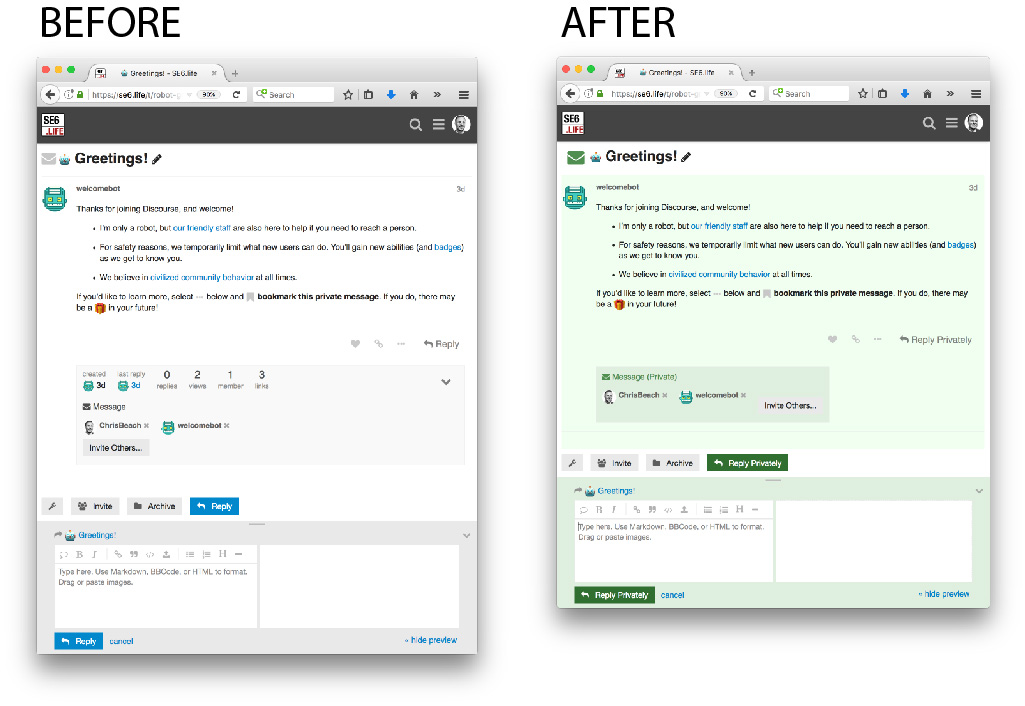 BEFORE
Greetings! - SE6.life
https://se6.life/t/robot-g
90%
Search
SE6
.LIFE
Greetings!
welcomebot
3d
Thanks for joining Discourse, and welcome!
• I'm only a robot, but our friendly staff are also here to help if you need to reach a person.
• For safety reasons, we temporarily limit what new users can do. You'll gain new abilities (and badges)
as we get to know you.
• We believe in civilized community behavior at all times.
If you'd like to learn more, select ··· below and bookmark this private message. If you do, there may
be a in your future!
Reply
created last reply 0 2 1 3
3d 3d replies views member links
Message
ChrisBeach × welcomebot ×
Invite Others...
Invite Archive Reply
Greetings!
B I H
Type here. Use Markdown, BBCode, or HTML to format.
Drag or paste images.
Reply cancel « hide preview
AFTER
Greetings! - SE6.life
https://se6.life/t/robot-g
90%
Search
SE6
.LIFE
Greetings!
welcomebot
3d
Thanks for joining Discourse, and welcome!
• I'm only a robot, but our friendly staff are also here to help if you need to reach a person.
• For safety reasons, we temporarily limit what new users can do. You'll gain new abilities (and badges)
as we get to know you.
• We believe in civilized community behavior at all times.
If you'd like to learn more, select ··· below and bookmark this private message. If you do, there may
be a in your future!
Reply Privately
Message (Private)
ChrisBeach × welcomebot ×
Invite Others...
Invite Archive Reply Privately
Greetings!
B I H
Type here. Use Markdown, BBCode, or HTML to format.
Drag or paste images.
Reply Privately cancel « hide preview